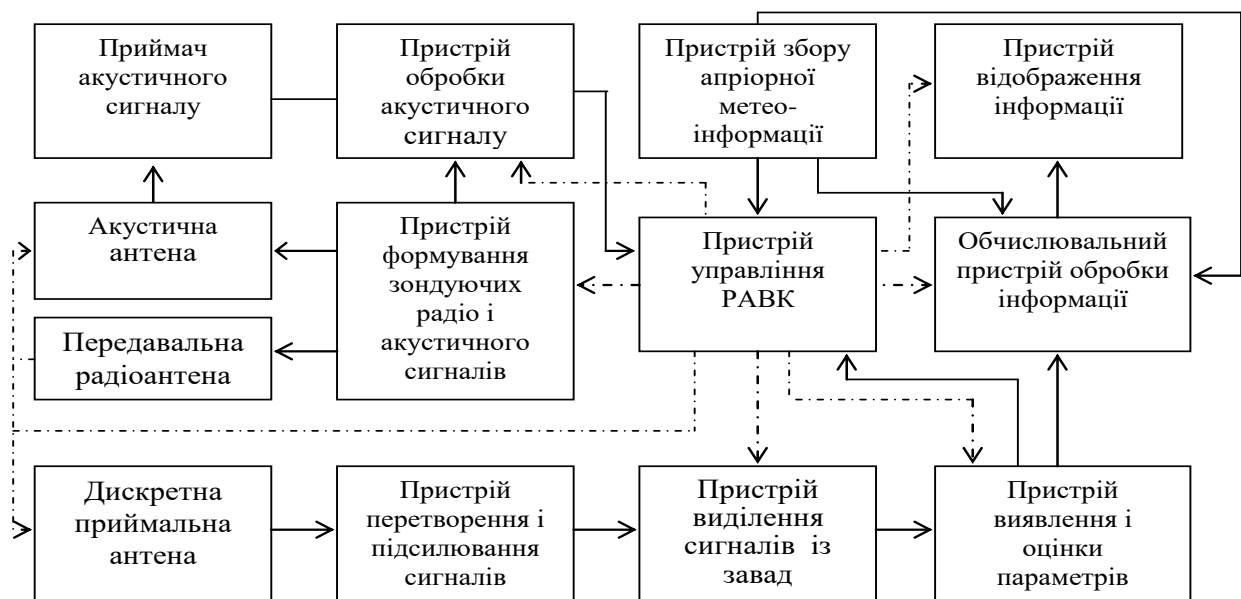 Приймач
акустичного
сигналу
Пристрій
обробки
акустичного
сигналу
Пристрій збору
апріорної
метео-
інформації
Пристрій
відображення
інформації
Акустична
антена
Пристрій
формування
зондуючих
радіо і
акустичного
сигналів
Пристрій
управління
РАВК
Обчислювальний
пристрій обробки
інформації
Передавальна
радіоантена
Дискретна
приймальна
антена
Пристрій
перетворення і
підсилювання
сигналів
Пристрій
виділення
сигналів із
завад
Пристрій
виявлення і
оцінки
параметрів